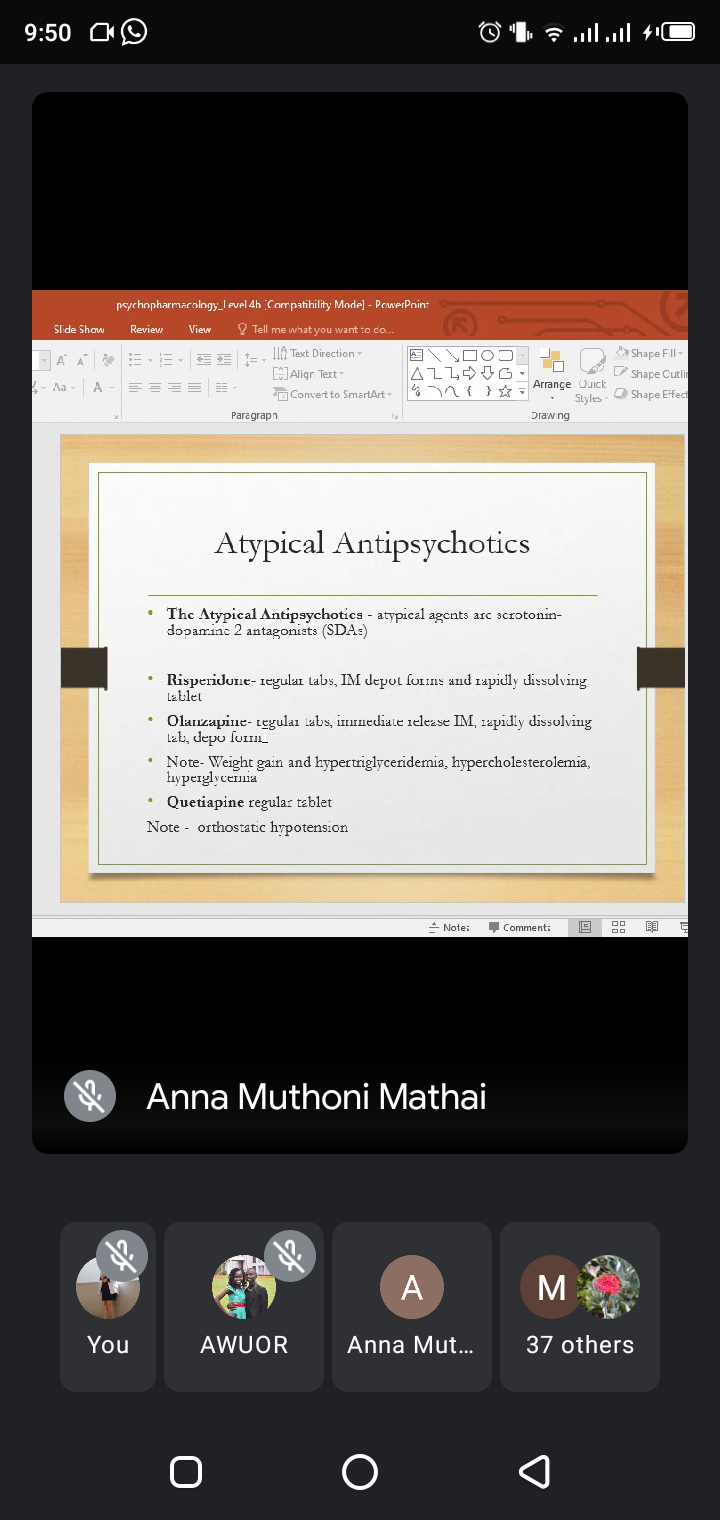 9:50
psychopharmacology_Level 4b [Compatibility Mode] - PowerPoint
Slide Show Review View Tell me what you want to do...
Text Direction
Align Text
Convert to SmartArt
Aa
A
Paragraph
Arrange
Quick
Styles
Shape Fill
Shape Outli
Shape Effect
Drawing
Atypical Antipsychotics
• The Atypical Antipsychotics - atypical agents are serotonin-
dopamine 2 antagonists (SDAs)
• Risperidone- regular tabs, IM depot forms and rapidly dissolving
tablet
• Olanzapine- regular tabs, immediate release IM, rapidly dissolving
tab, depo form_
• Note- Weight gain and hypertriglyceridemia, hypercholesterolemia,
hyperglycemia
• Quetiapine regular tablet
Note - orthostatic hypotension
Notes Comments
Anna Muthoni Mathai
You
AWUOR
A
Anna Mut...
M
37 others